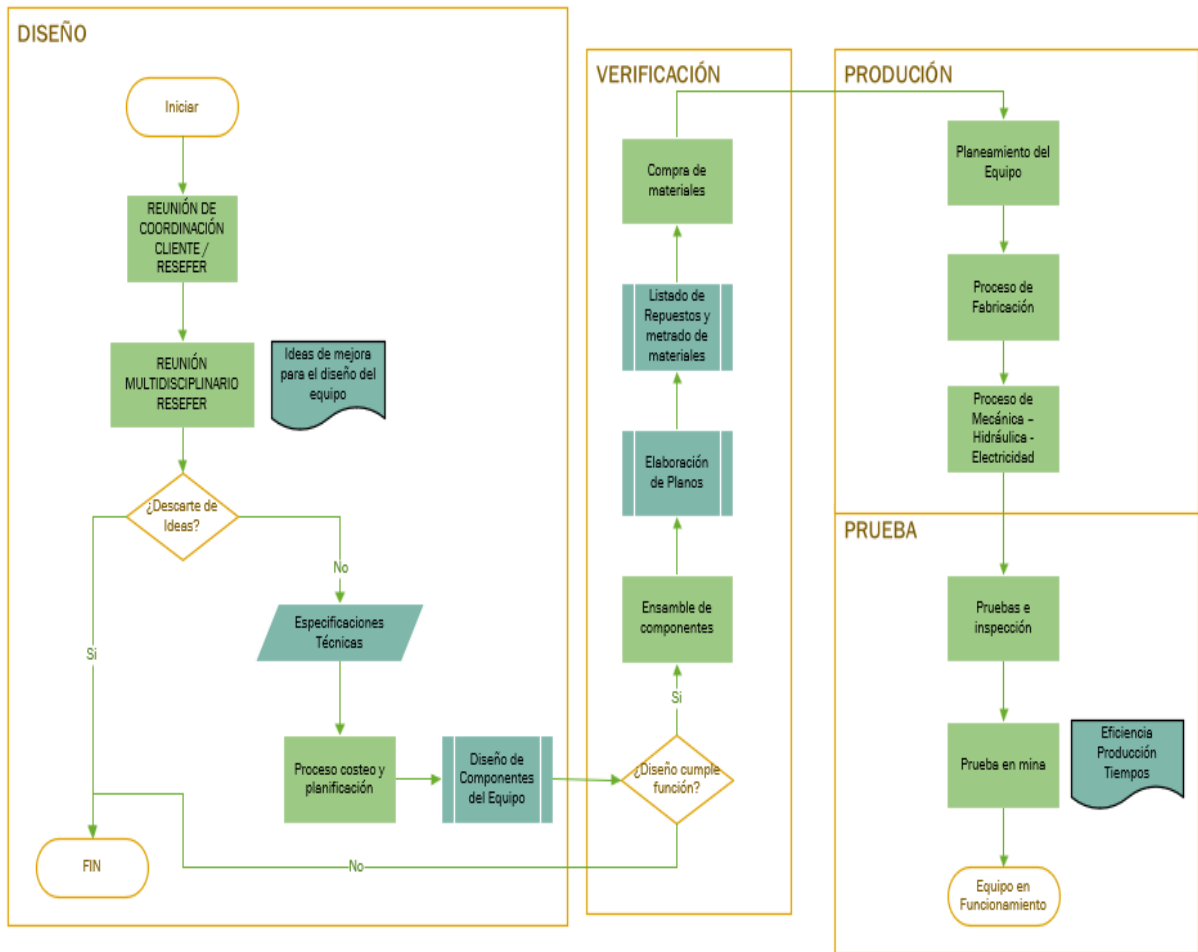 DISEÑO
Iniciar
REUNIÓN DE
COORDINACIÓN
CLIENTE /
RESEFER
REUNIÓN
MULTIDISCIPLINARIO
RESEFER
Ideas de mejora
para el diseño del
equipo
¿Descarte de
Ideas?
No
Si
Especificaciones
Técnicas
Proceso costeo y
planificación
Diseño de
Componentes
del Equipo
FIN
No
VERIFICACIÓN
Compra de
materiales
Listado de
Repuestos y
metrado de
materiales
Elaboración
de Planos
Ensamble de
componentes
Si
¿Diseño cumple
función?
PRODUCIÓN
Planeamiento del
Equipo
Proceso de
Fabricación
Proceso de
Mecánica –
Hidráulica -
Electricidad
PRUEBA
Pruebas e
inspección
Prueba en mina
Eficiencia
Producción
Tiempos
Equipo en
Funcionamiento